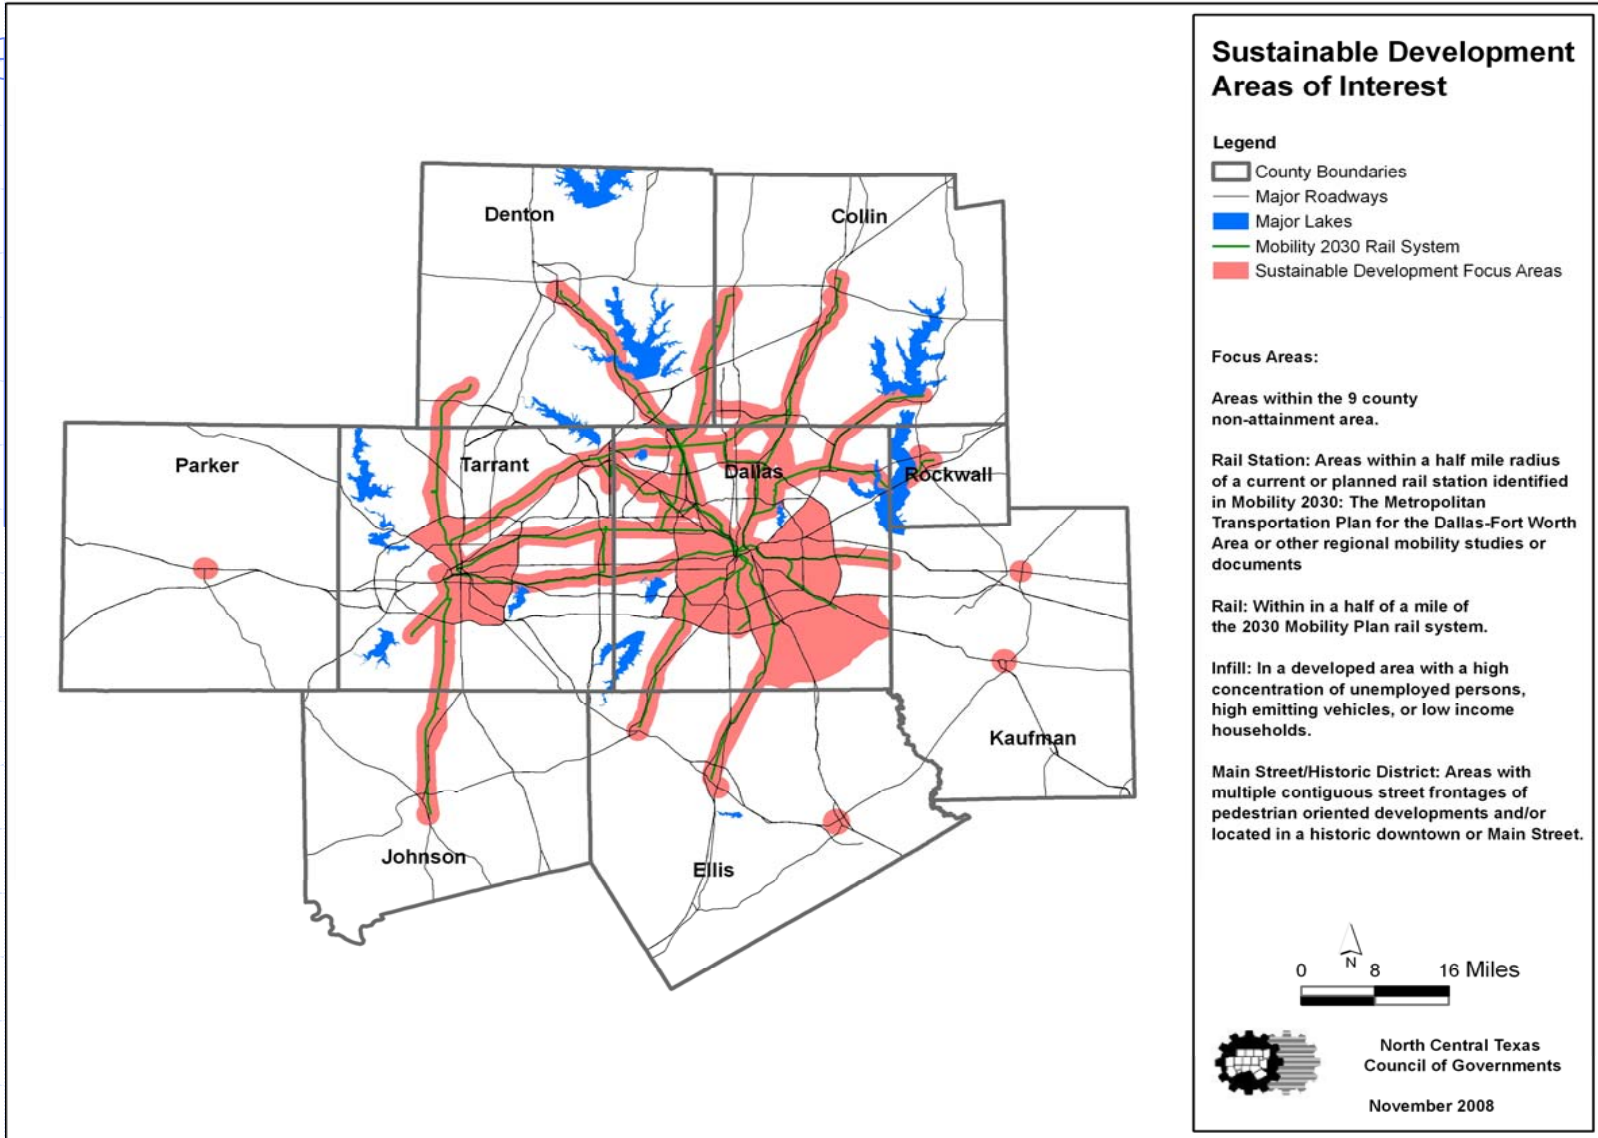 Sustainable Development
Areas of Interest
Legend
County Boundaries
Major Roadways
Major Lakes
Mobility 2030 Rail System
Sustainable Development Focus Areas
Focus Areas:
Areas within the 9 county
non-attainment area.
Rail Station: Areas within a half mile radius
of a current or planned rail station identified
in Mobility 2030: The Metropolitan
Transportation Plan for the Dallas-Fort Worth
Area or other regional mobility studies or
documents
Rail: Within in a half of a mile of
the 2030 Mobility Plan rail system.
Infill: In a developed area with a high
concentration of unemployed persons,
high emitting vehicles, or low income
households.
Main Street/Historic District: Areas with
multiple contiguous street frontages of
pedestrian oriented developments and/or
located in a historic downtown or Main Street.
N
0 8 16 Miles
North Central Texas
Council of Governments
November 2008
Denton
Collin
Parker
Tarrant
Dallas
Rockwall
Kaufman
Johnson
Ellis